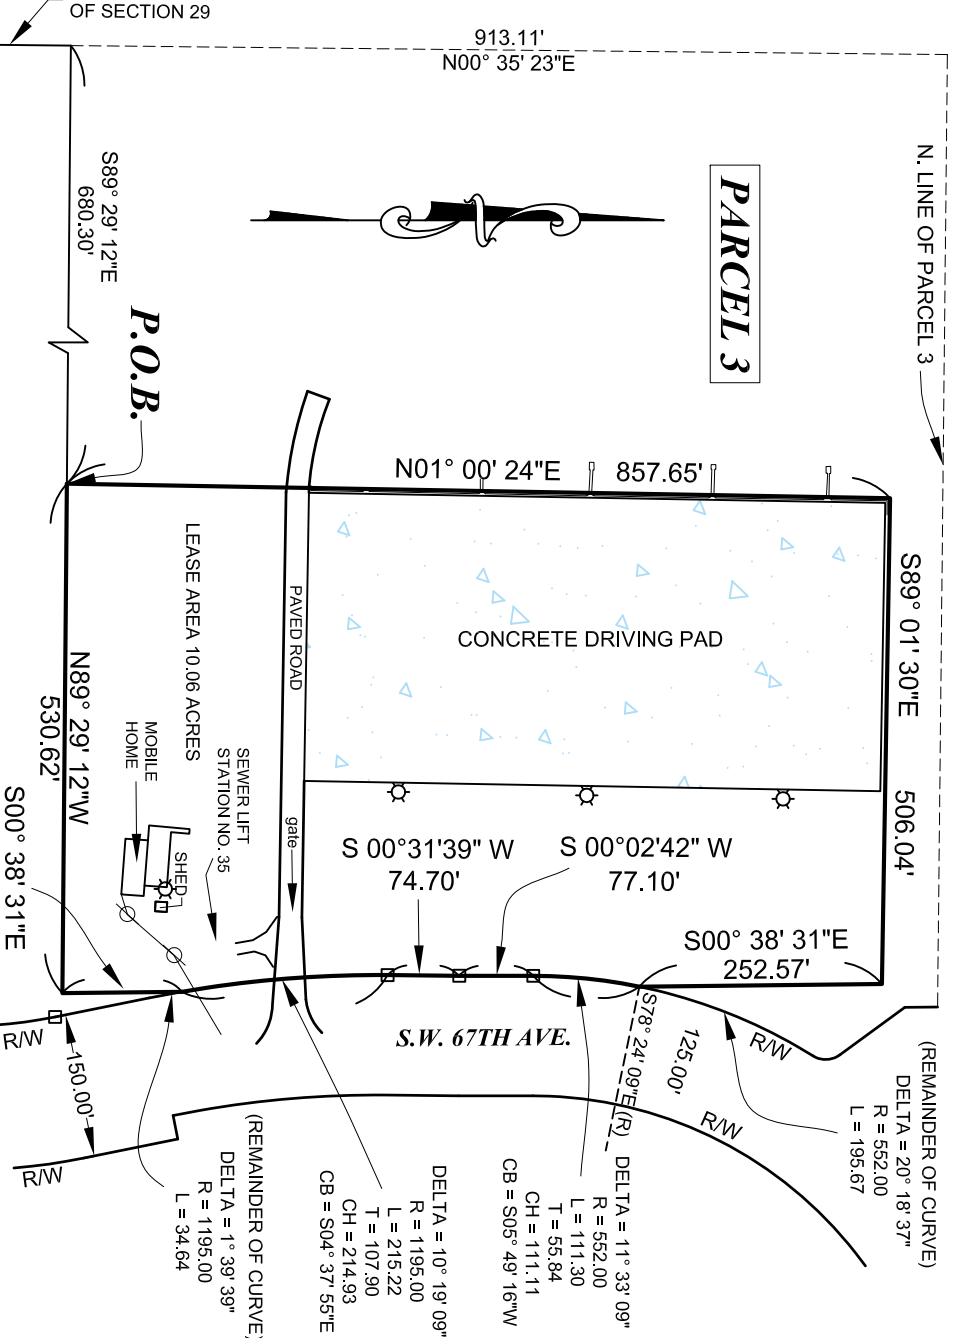 OF SECTION 29
913.11'
N00° 35' 23"E
N. LINE OF PARCEL 3
PARCEL 3
S89° 29' 12"E
680.30'
P.O.B.
N01° 00' 24"E 857.65'
S89° 01' 30"E 506.04'
CONCRETE DRIVING PAD
PAVED ROAD
LEASE AREA 10.06 ACRES
N89° 29' 12"W
530.62'
MOBILE
HOME
SHED
SEWER LIFT
STATION NO. 35
gate
S 00°31'39" W
74.70'
S 00°02'42" W
77.10'
S00° 38' 31"E
252.57'
S00° 38' 31"E
S.W. 67TH AVE.
S78° 24' 09"E (R)
125.00'
R/W
R/W
R/W
R/W
150.00'
(REMAINDER OF CURVE)
DELTA = 20° 18' 37"
R = 552.00
L = 195.67
DELTA = 11° 33' 09"
R = 552.00
L = 111.30
T = 55.84
CH = 111.11
CB = S05° 49' 16"W
DELTA = 10° 19' 09"
R = 1195.00
L = 215.22
T = 107.90
CH = 214.93
CB = S04° 37' 55"E
(REMAINDER OF CURVE)
DELTA = 1° 39' 39"
R = 1195.00
L = 34.64